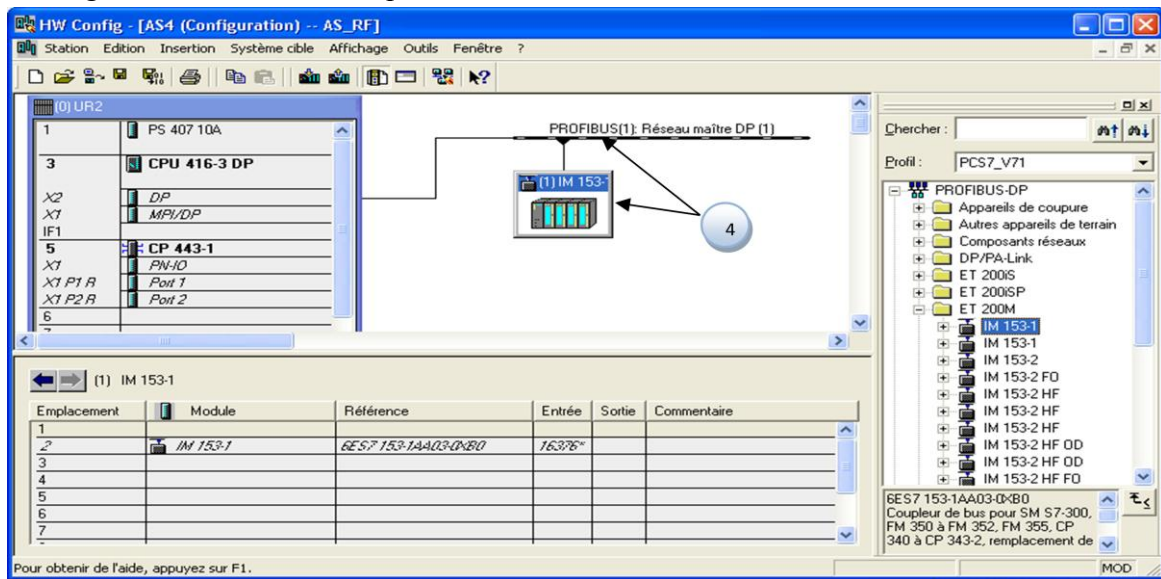 HW Config - [AS4 (Configuration) -- AS_RF]
Station Edition Insertion Système cible Affichage Outils Fenêtre ?
(0) UR2
1 PS 407 10A
3 CPU 416-3 DP
X2 DP
X1 MPI/DP
IF1
5 CP 443-1
X1 PN-IO
X1 P1 R Port 1
X1 P2 R Port 2
6
PROFIBUS(1): Réseau maître DP (1)
(1) IM 153-
4
Chercher :
Profil : PCS7_V71
PROFIBUS-DP
Appareils de coupure
Autres appareils de terrain
Composants réseaux
DP/PA-Link
ET 200iS
ET 200iSP
ET 200M
IM 153-1
IM 153-1
IM 153-2
IM 153-2 FO
IM 153-2 HF
IM 153-2 HF
IM 153-2 HF
IM 153-2 HF OD
IM 153-2 HF OD
IM 153-2 HF FO
6ES7 153-1AA03-0XB0
Coupleur de bus pour SM S7-300,
FM 350 à FM 352, FM 355, CP
340 à CP 343-2, remplacement de
(1) IM 153-1
Emplacement Module Référence Entrée Sortie Commentaire
1
2 IM 153-1 6ES7 153-1AA03-0XB0 16376*
3
4
5
6
7
Pour obtenir de l'aide, appuyez sur F1.
MOD